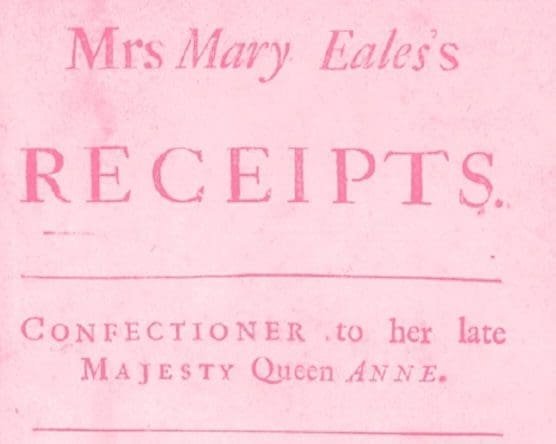 Mrs Mary Eales's
RECEIPTS.
CONFECTIONER to her late
MAJESTY Queen ANNE.